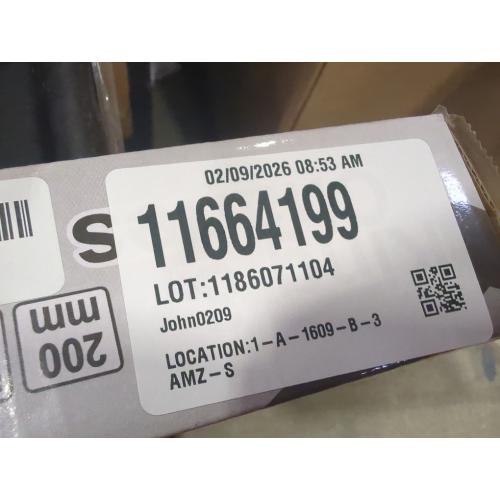 02/09/2026 08:53 AM
11664199
LOT:1186071104
John0209
LOCATION:1-A-1609-B-3
AMZ-S
S
200
mm